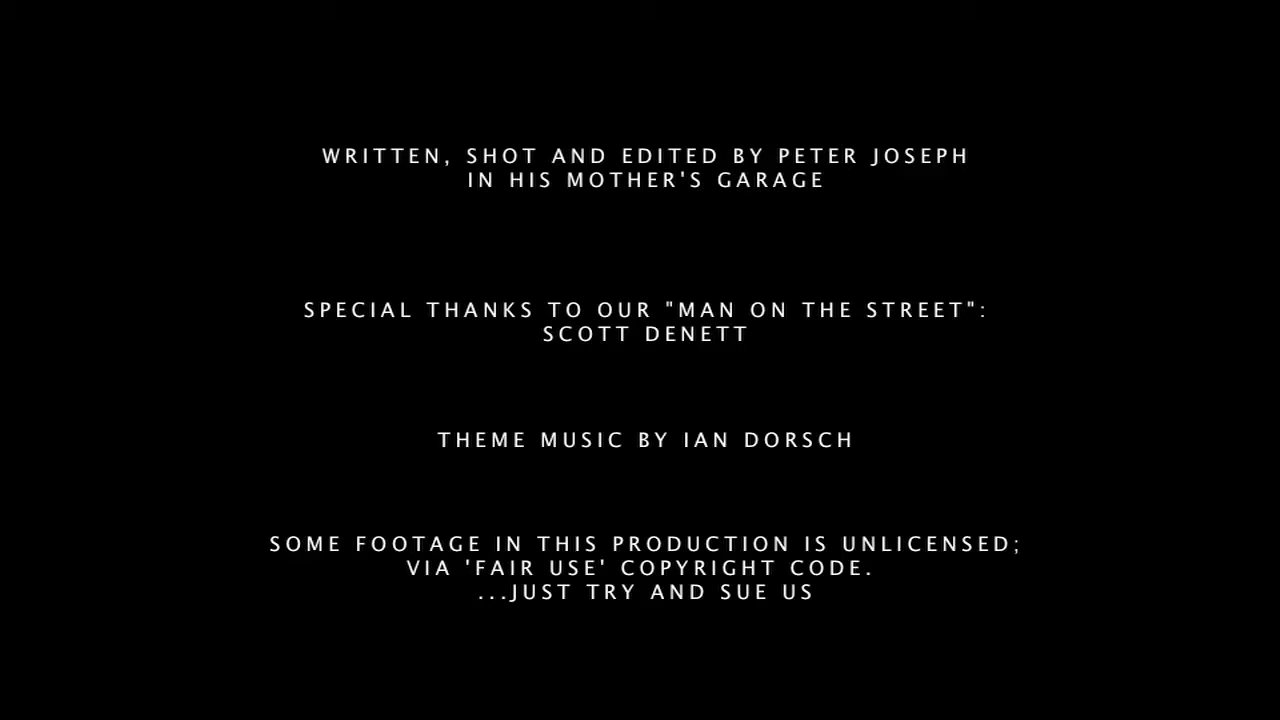 WRITTEN, SHOT AND EDITED BY PETER JOSEPH
IN HIS MOTHER'S GARAGE
SPECIAL THANKS TO OUR "MAN ON THE STREET":
SCOTT DENETT
THEME MUSIC BY IAN DORSCH
SOME FOOTAGE IN THIS PRODUCTION IS UNLICENSED;
VIA 'FAIR USE' COPYRIGHT CODE.
...JUST TRY AND SUE US